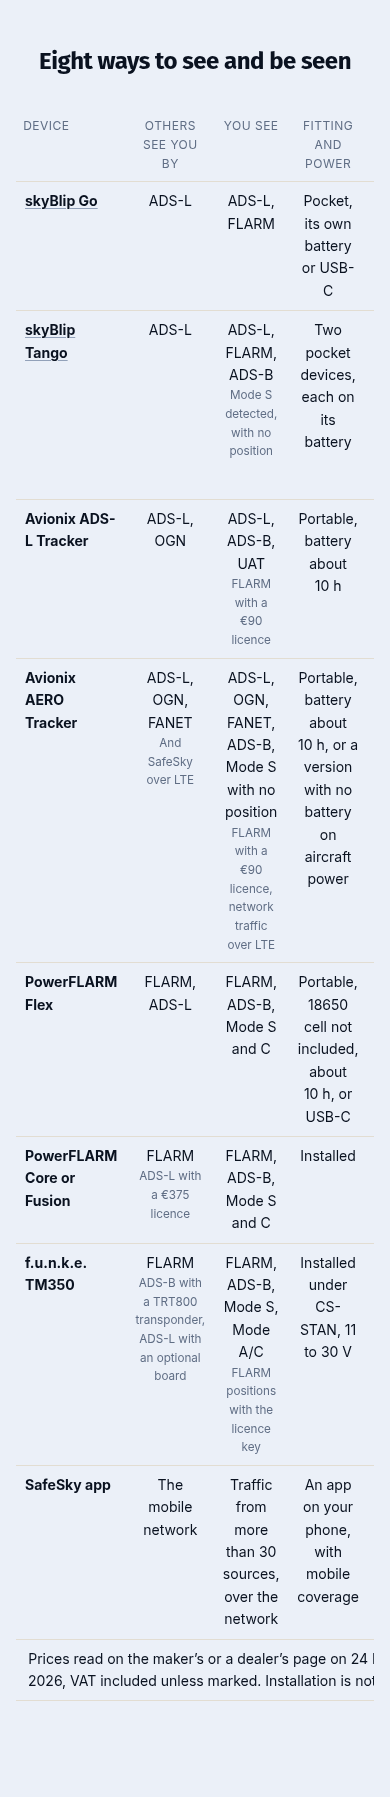 Eight ways to see and be seen
DEVICE
OTHERS
SEE YOU
BY
YOU SEE
FITTING
AND
POWER
skyBlip Go
ADS-L
ADS-L,
FLARM
Pocket,
its own
battery
or USB-
C
skyBlip
Tango
ADS-L
ADS-L,
FLARM,
ADS-B
Mode S
detected,
with no
position
Two
pocket
devices,
each on
its
battery
Avionix ADS-
L Tracker
ADS-L,
OGN
ADS-L,
ADS-B,
UAT
FLARM
with a
€90
licence
Portable,
battery
about
10 h
Avionix
AERO
Tracker
ADS-L,
OGN,
FANET
And
SafeSky
over LTE
ADS-L,
OGN,
FANET,
ADS-B,
Mode S
with no
position
FLARM
with a
€90
licence,
network
traffic
over LTE
Portable,
battery
about
10 h, or a
version
with no
battery
on
aircraft
power
PowerFLARM
Flex
FLARM,
ADS-L
FLARM,
ADS-B,
Mode S
and C
Portable,
18650
cell not
included,
about
10 h, or
USB-C
PowerFLARM
Core or
Fusion
FLARM
ADS-L with
a €375
licence
FLARM,
ADS-B,
Mode S
and C
Installed
f.u.n.k.e.
TM350
FLARM
ADS-B with
a TRT800
transponder,
ADS-L with
an optional
board
FLARM,
ADS-B,
Mode S,
Mode
A/C
FLARM
positions
with the
licence
key
Installed
under
CS-
STAN, 11
to 30 V
SafeSky app
The
mobile
network
Traffic
from
more
than 30
sources,
over the
network
An app
on your
phone,
with
mobile
coverage
Prices read on the maker’s or a dealer’s page on 24
2026, VAT included unless marked. Installation is not